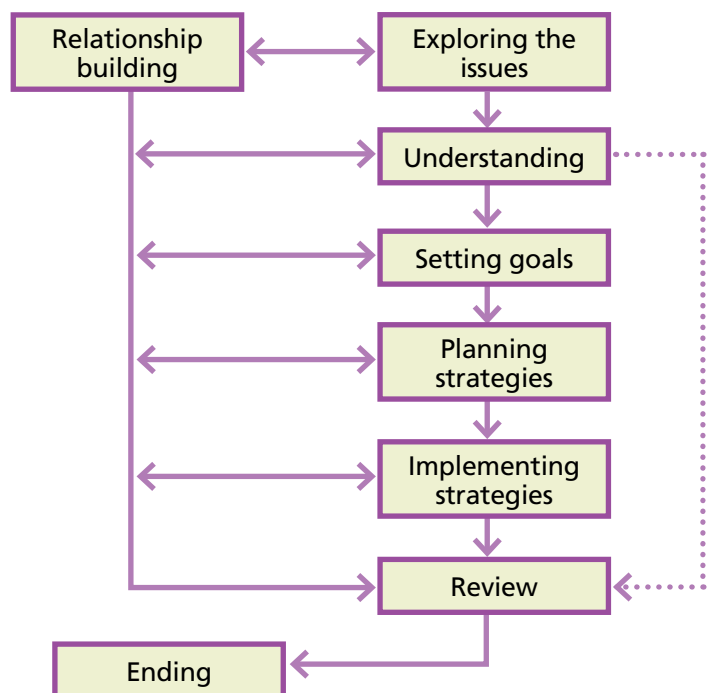 Relationship
building
Exploring the
issues
Understanding
Setting goals
Planning
strategies
Implementing
strategies
Review
Ending